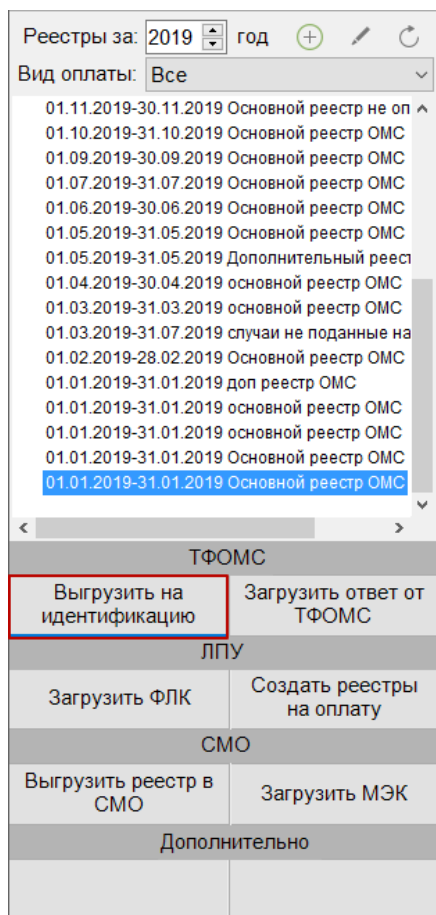 Реестры за: 2019 год
Вид оплаты: Все
01.11.2019-30.11.2019 Основной реестр не оп
01.10.2019-31.10.2019 Основной реестр ОМС
01.09.2019-30.09.2019 Основной реестр ОМС
01.07.2019-31.07.2019 Основной реестр ОМС
01.06.2019-30.06.2019 Основной реестр ОМС
01.05.2019-31.05.2019 Основной реестр ОМС
01.05.2019-31.05.2019 Дополнительный реест
01.04.2019-30.04.2019 основной реестр ОМС
01.03.2019-31.03.2019 основной реестр ОМС
01.03.2019-31.07.2019 случаи не поданные на
01.02.2019-28.02.2019 Основной реестр ОМС
01.01.2019-31.01.2019 доп реестр ОМС
01.01.2019-31.01.2019 основной реестр ОМС
01.01.2019-31.01.2019 основной реестр ОМС
01.01.2019-31.01.2019 Основной реестр ОМС
01.01.2019-31.01.2019 Основной реестр ОМС
ТФОМС
Выгрузить на
идентификацию
Загрузить ответ от
ТФОМС
ЛПУ
Загрузить ФЛК
Создать реестры
на оплату
СМО
Выгрузить реестр в
СМО
Загрузить МЭК
Дополнительно